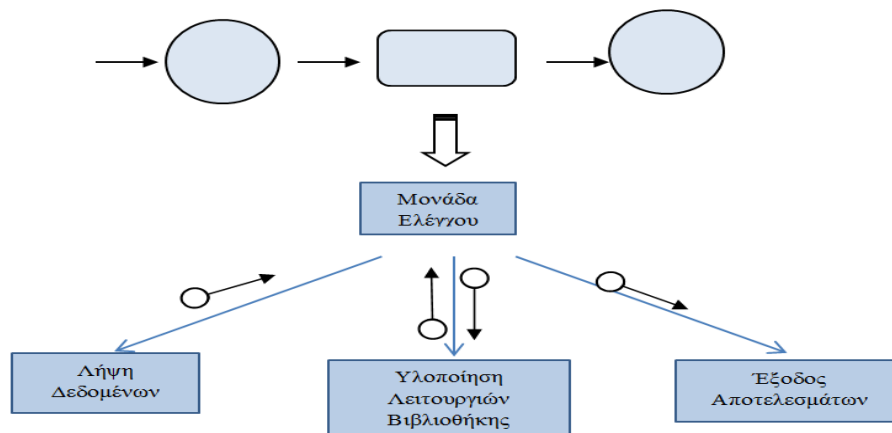 Μονάδα
Ελέγχου
Λήψη
Δεδομένων
Υλοποίηση
Λειτουργιών
Βιβλιοθήκης
Έξοδος
Αποτελεσμάτων